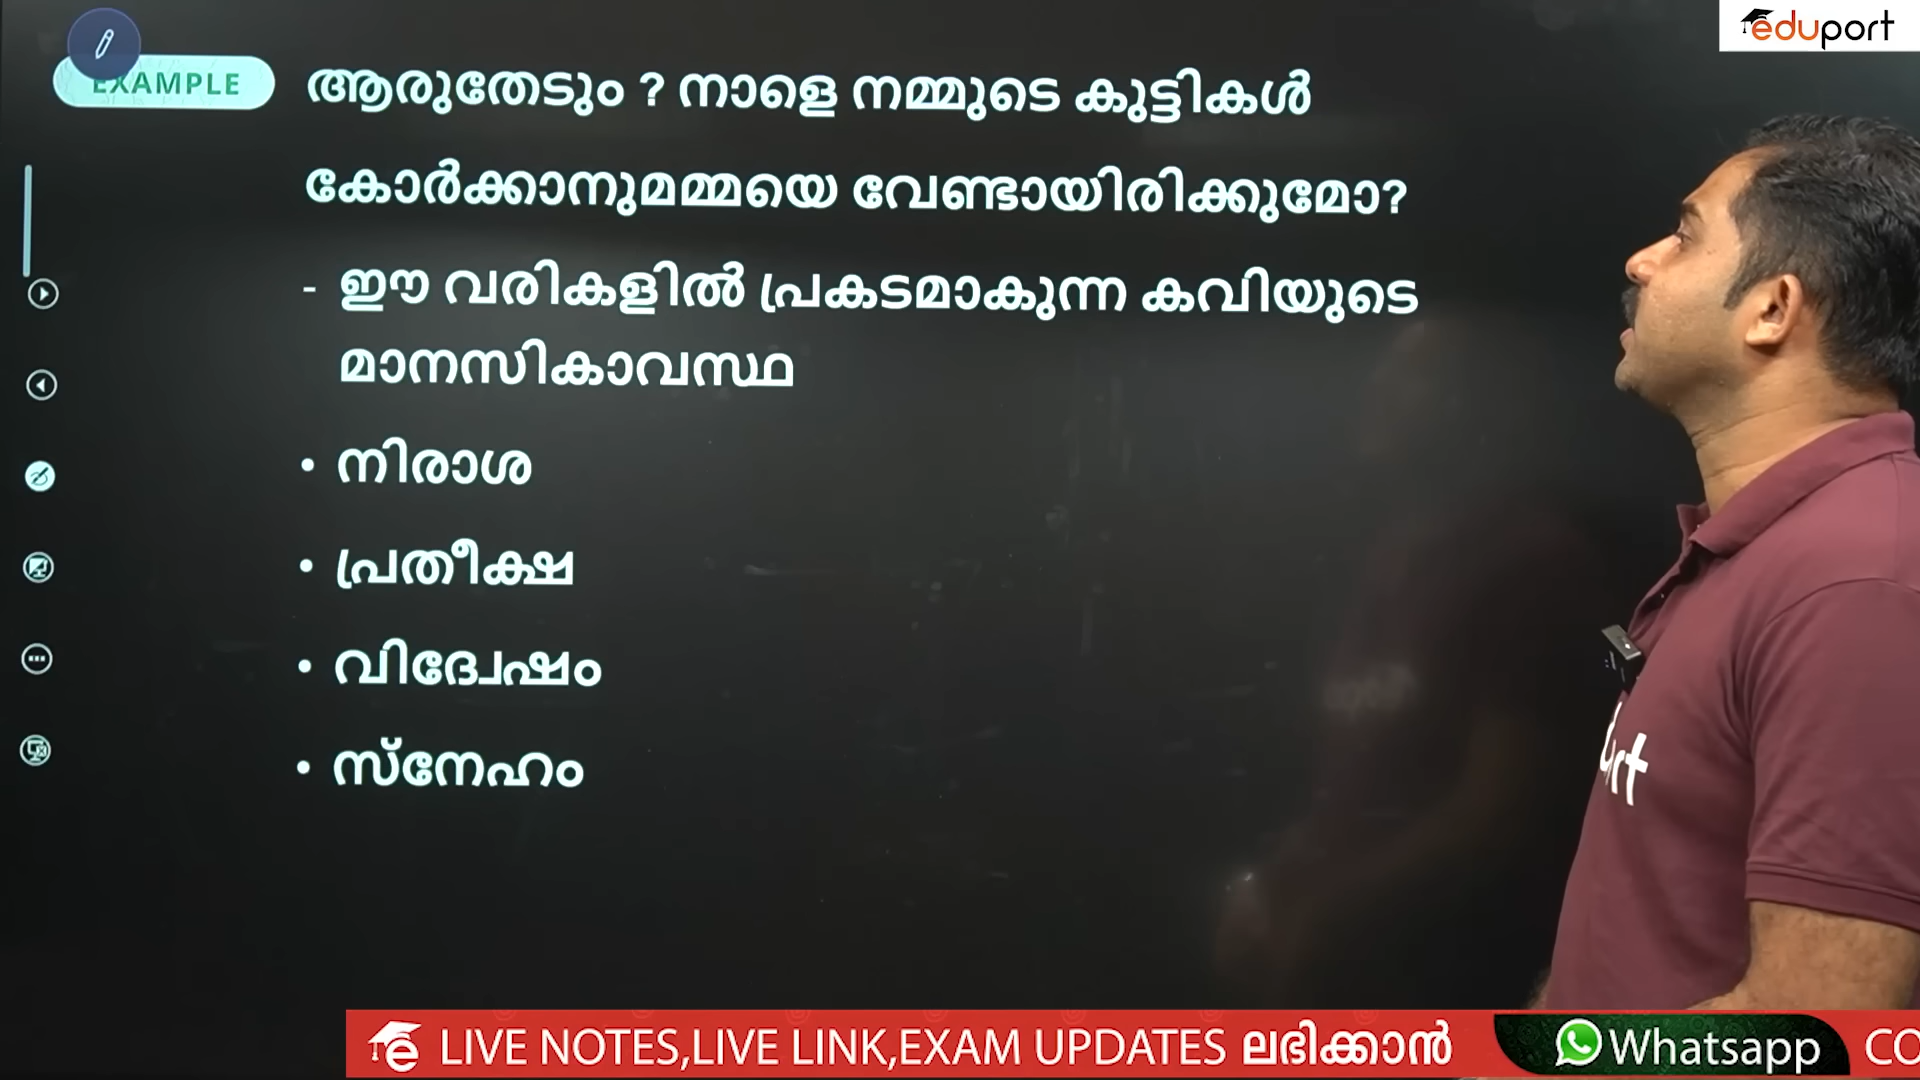 eduport
EXAMPLE
ആരുതേടും ? നാളെ നമ്മുടെ കുട്ടികൾ
കോർക്കാനുമമ്മയെ വേണ്ടായിരിക്കുമോ?
- ഈ വരികളിൽ പ്രകടമാകുന്ന കവിയുടെ
മാനസികാവസ്ഥ
• നിരാശ
• പ്രതീക്ഷ
• വിദ്വേഷം
• സ്നേഹം
LIVE NOTES,LIVE LINK,EXAM UPDATES ലഭിക്കാൻ Whatsapp CO